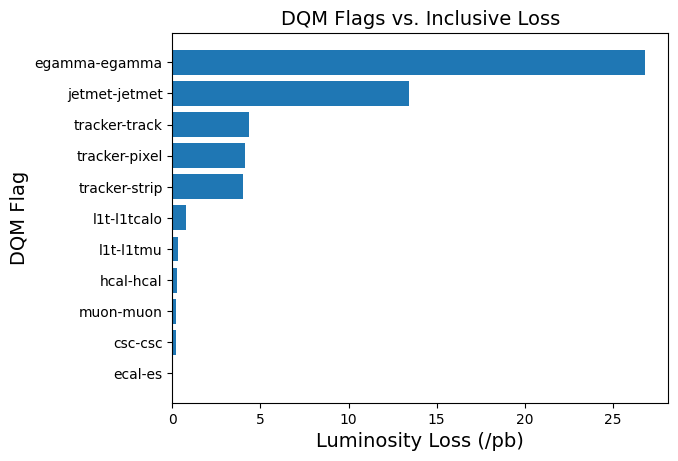 DQM Flags vs. Inclusive Loss
DQM Flag
egamma-egamma
jetmet-jetmet
tracker-track
tracker-pixel
tracker-strip
l1t-l1tcalo
l1t-l1tmu
hcal-hcal
muon-muon
csc-csc
ecal-es
0 5 10 15 20 25
Luminosity Loss (/pb)